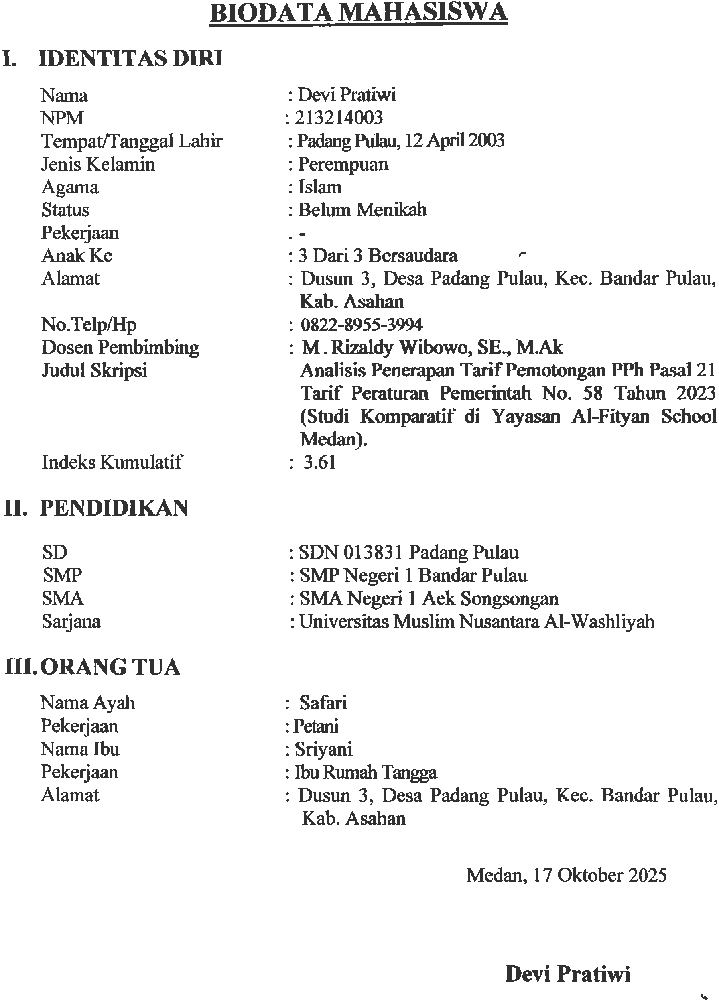 BIODATA MAHASISWA
I. IDENTITAS DIRI
Nama : Devi Pratiwi
NPM : 213214003
Tempat/Tanggal Lahir : Padang Pulau, 12 April 2003
Jenis Kelamin : Perempuan
Agama : Islam
Status : Belum Menikah
Pekerjaan : -
Anak Ke : 3 Dari 3 Bersaudara
Alamat : Dusun 3, Desa Padang Pulau, Kec. Bandar Pulau,
Kab. Asahan
No.Telp/Hp : 0822-8955-3994
Dosen Pembimbing : M. Rizaldy Wibowo, SE., M.Ak
Judul Skripsi Analisis Penerapan Tarif Pemotongan PPh Pasal 21
Tarif Peraturan Pemerintah No. 58 Tahun 2023
(Studi Komparatif di Yayasan Al-Fityan School
Medan).
Indeks Kumulatif : 3.61
II. PENDIDIKAN
SD : SDN 013831 Padang Pulau
SMP : SMP Negeri 1 Bandar Pulau
SMA : SMA Negeri 1 Aek Songsongan
Sarjana : Universitas Muslim Nusantara Al-Washliyah
III. ORANG TUA
Nama Ayah : Safari
Pekerjaan : Petani
Nama Ibu : Sriyani
Pekerjaan : Ibu Rumah Tangga
Alamat : Dusun 3, Desa Padang Pulau, Kec. Bandar Pulau,
Kab. Asahan
Medan, 17 Oktober 2025
Devi Pratiwi